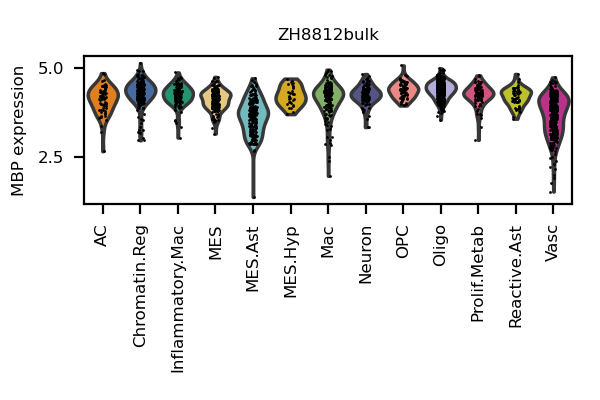 ZH8812bulk
MBP expression
5.0
2.5
AC
Chromatin.Reg
Inflammatory.Mac
MES
MES.Ast
MES.Hyp
Mac
Neuron
OPC
Oligo
Prolif.Metab
Reactive.Ast
Vasc